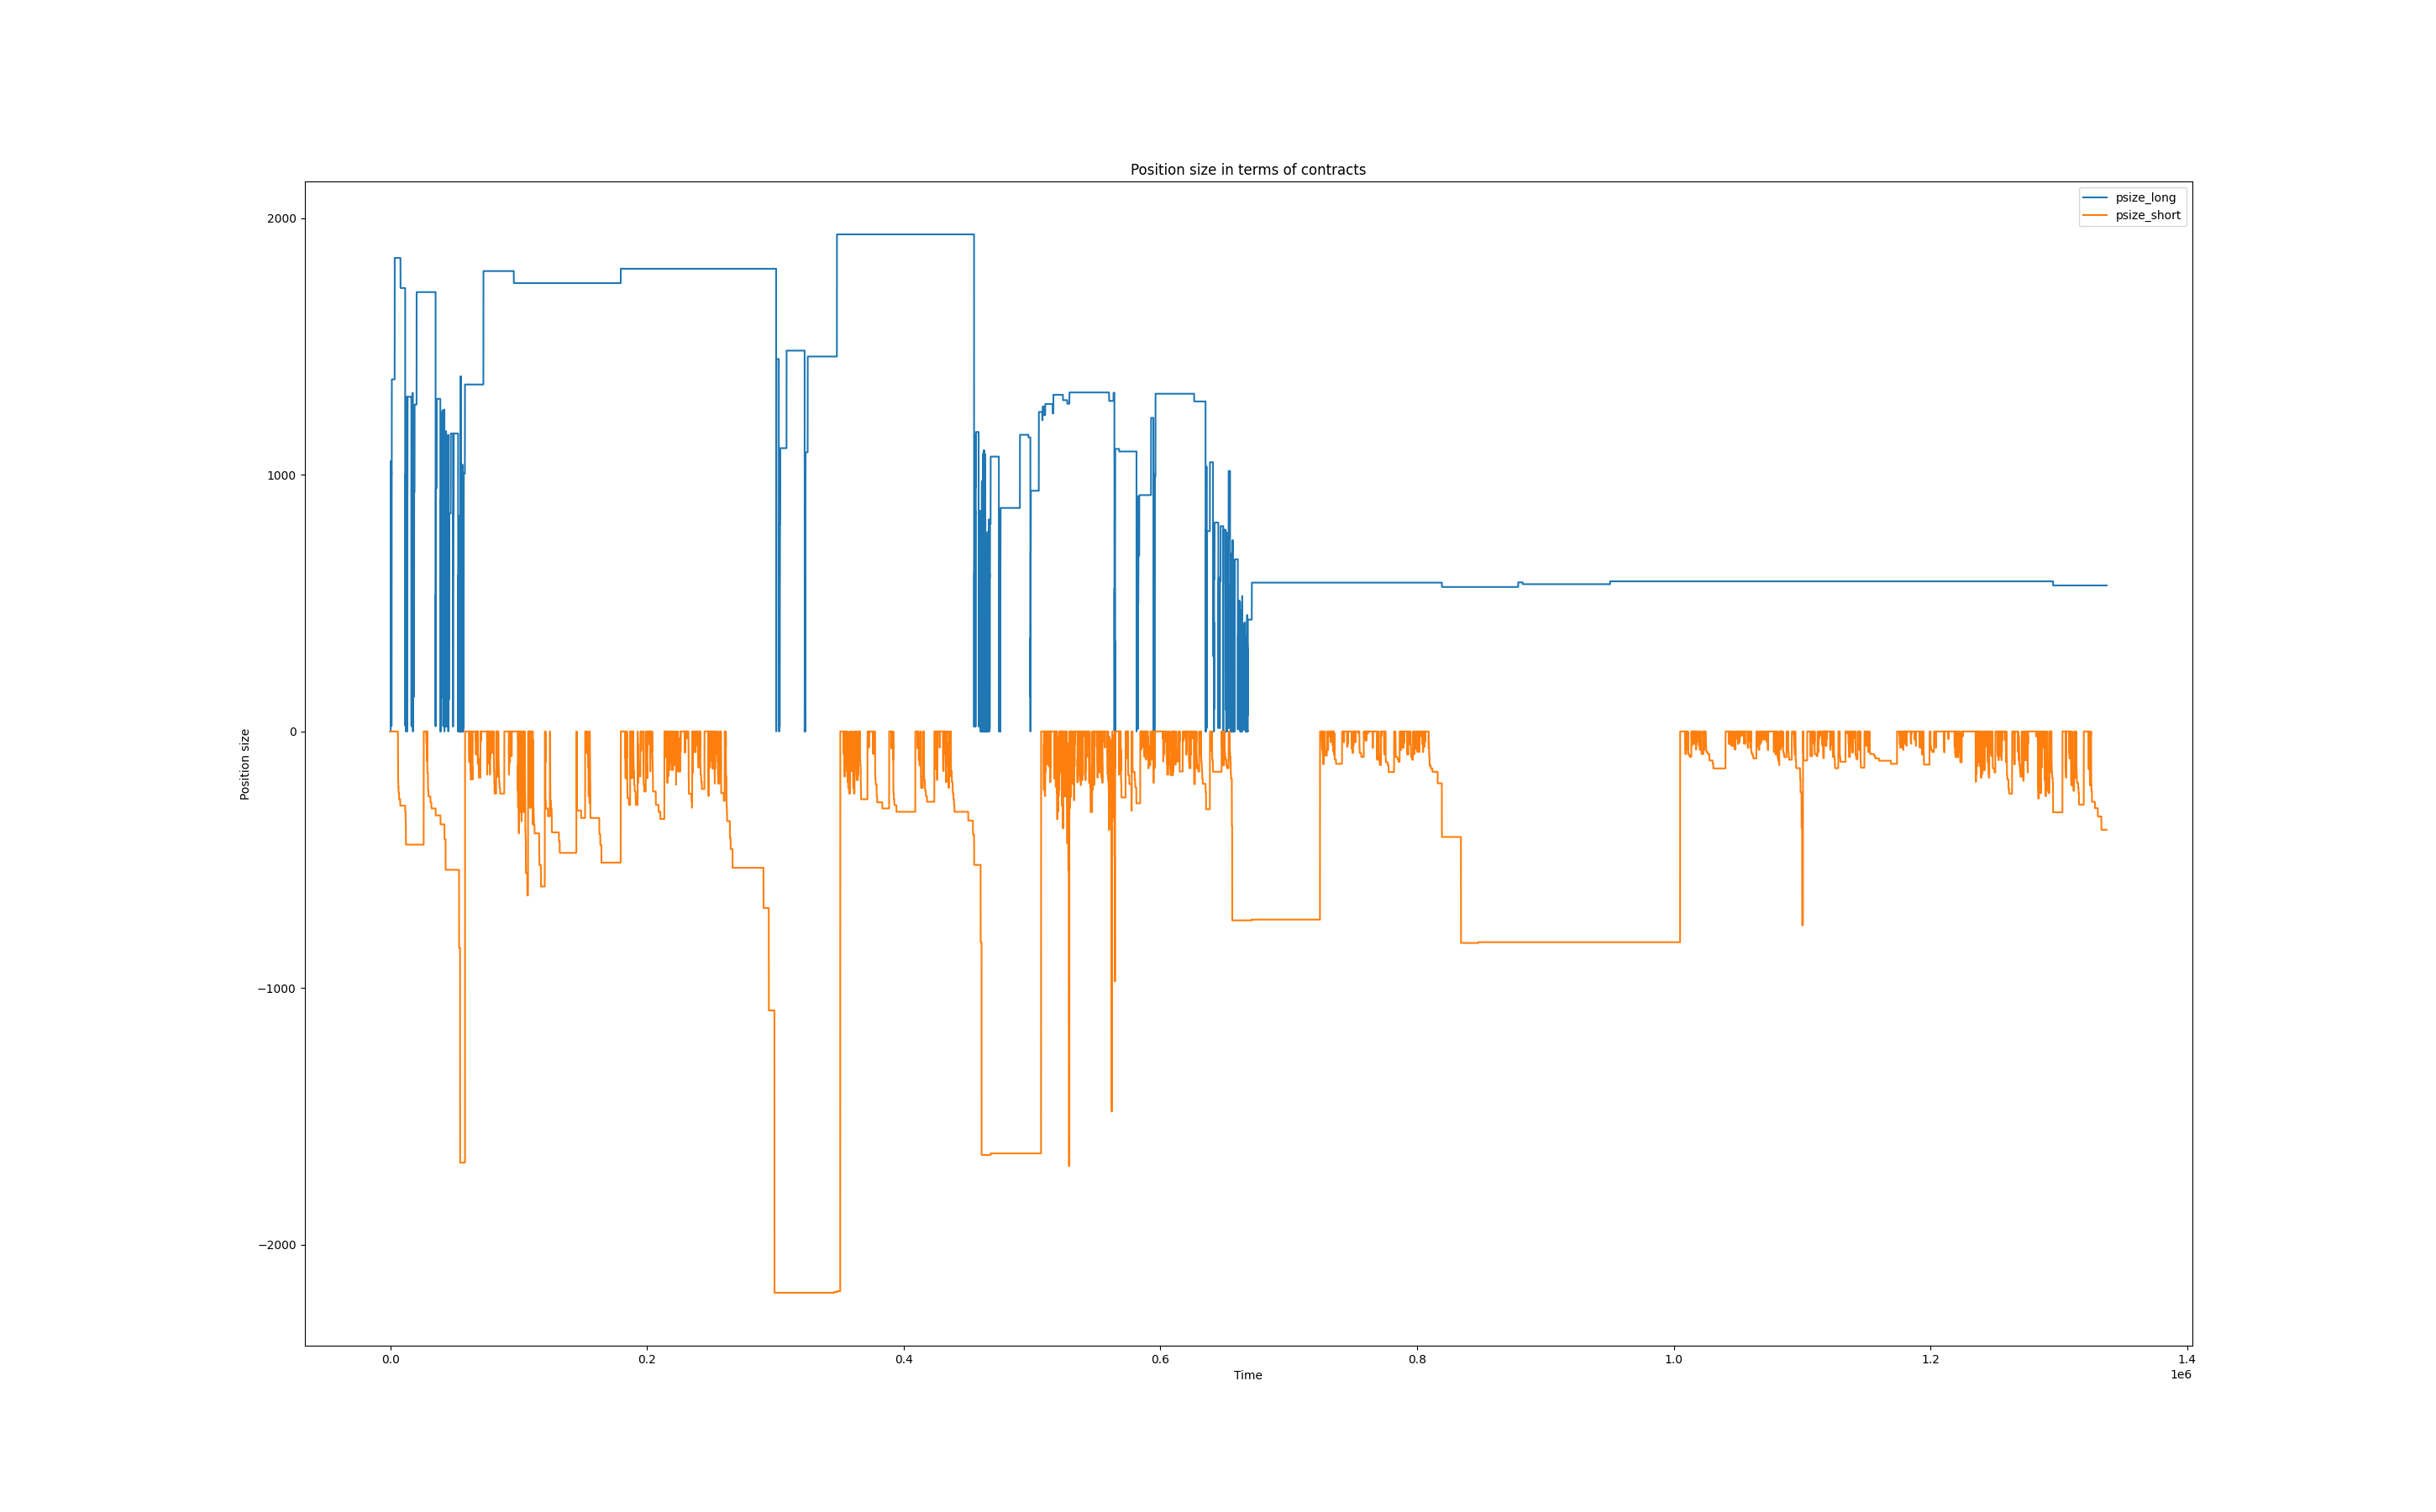 Position size in terms of contracts
psize_long
psize_short
2000
1000
0
−1000
−2000
Position size
0.0 0.2 0.4 0.6 0.8 1.0 1.2 1.4
1e6
Time